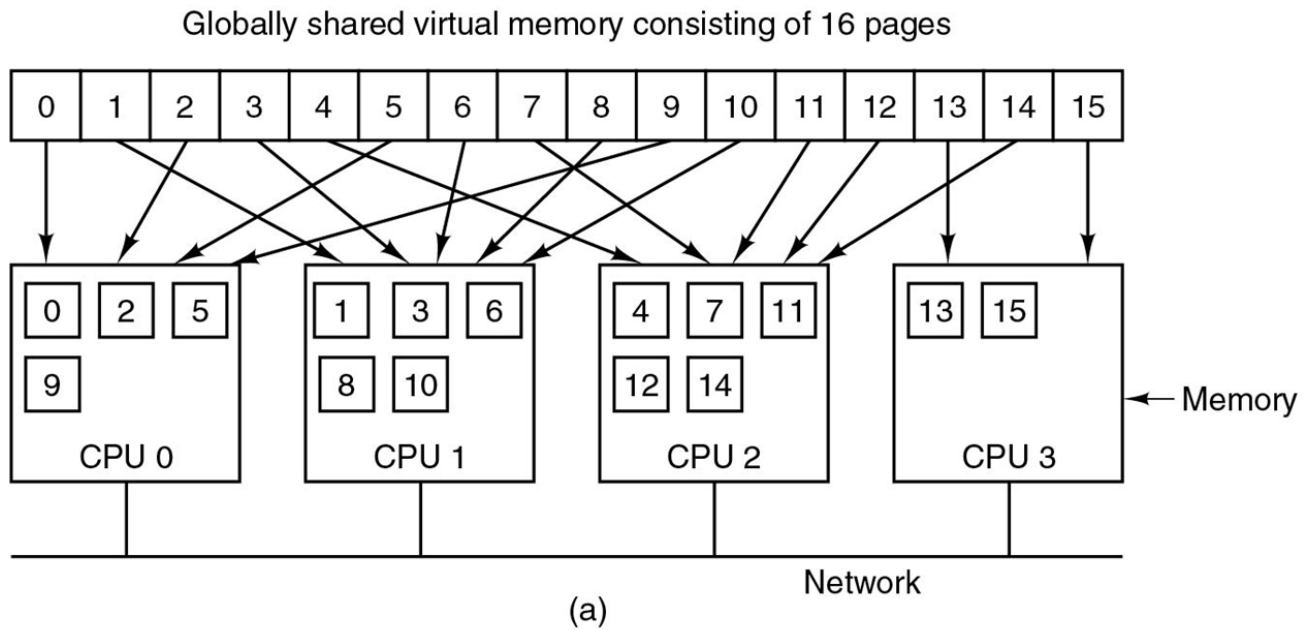 Globally shared virtual memory consisting of 16 pages
0 1 2 3 4 5 6 7 8 9 10 11 12 13 14 15
0 2 5 1 3 6 4 7 11 13 15
9 8 10 12 14
Memory
CPU 0 CPU 1 CPU 2 CPU 3
Network
(a)